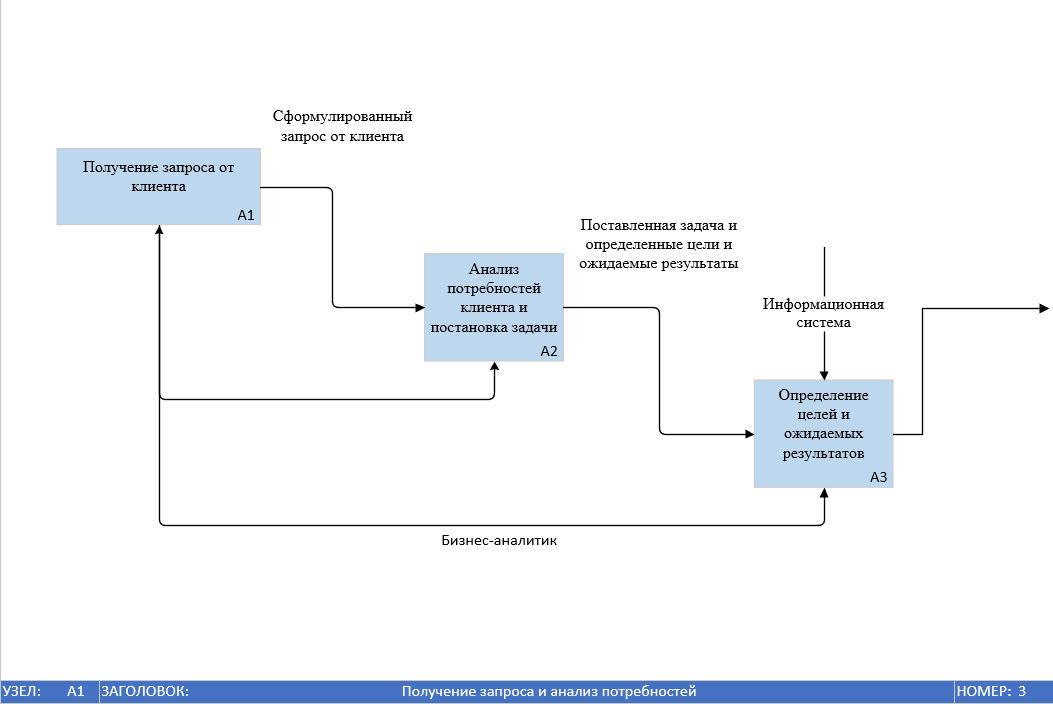 Сформулированный
запрос от клиента
Получение запроса от
клиента
A1
Поставленная задача и
определенные цели и
ожидаемые результаты
Анализ
потребностей
клиента и
постановка задачи
A2
Информационная
система
Определение
целей и
ожидаемых
результатов
A3
Бизнес-аналитик
УЗЕЛ: A1 ЗАГОЛОВОК: Получение запроса и анализ потребностей НОМЕР: 3